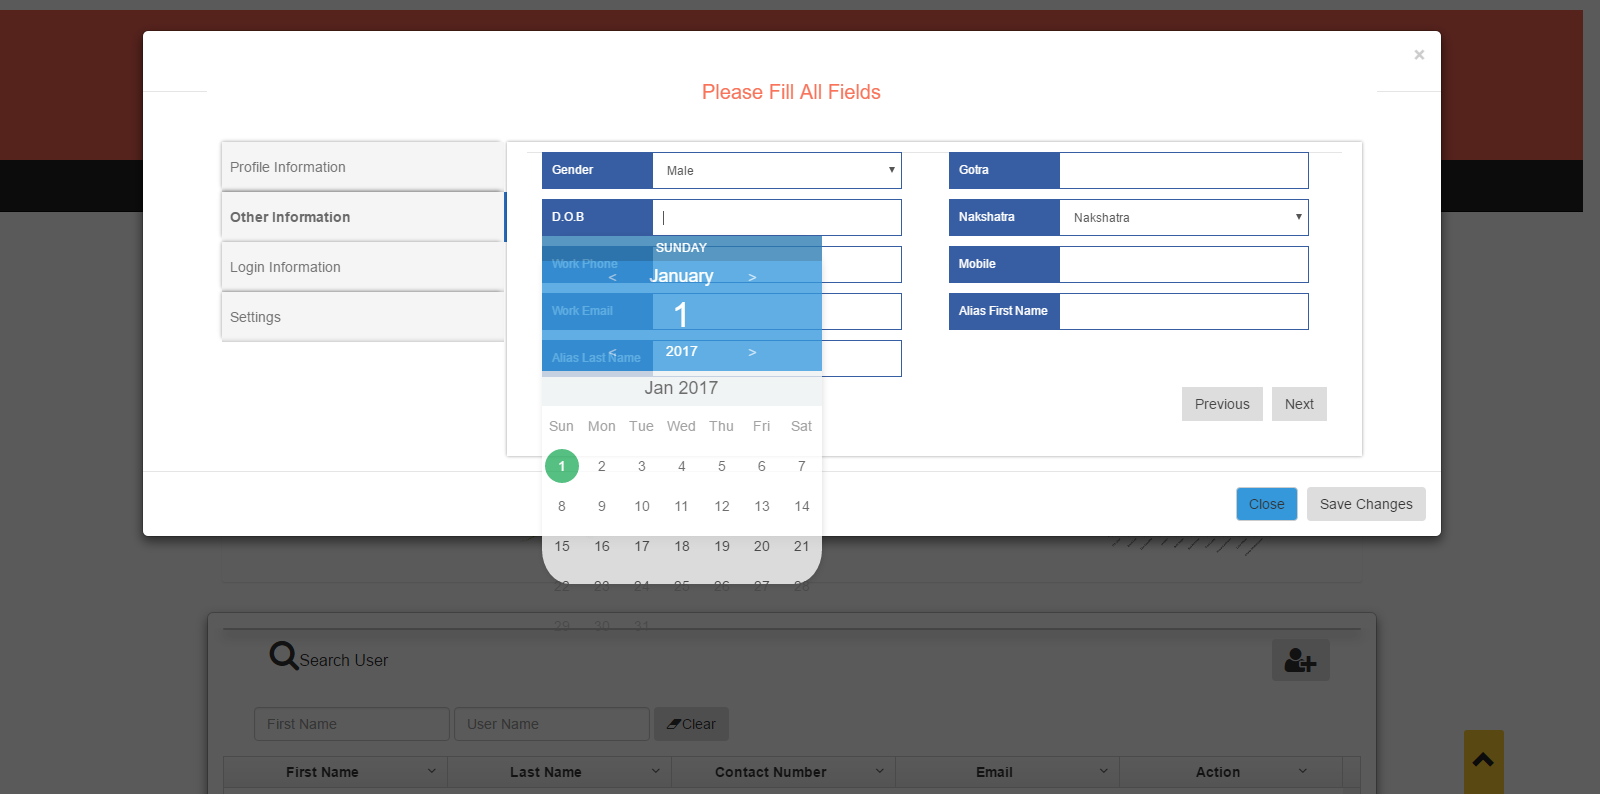 ×
Please Fill All Fields
Profile Information
Other Information
Login Information
Settings
Gender Male Gotra
D.O.B Nakshatra Nakshatra
Work Phone Mobile
Work Email Alias First Name
Alias Last Name
SUNDAY
< January >
1
< 2017 >
Jan 2017
Sun Mon Tue Wed Thu Fri Sat
1 2 3 4 5 6 7
8 9 10 11 12 13 14
15 16 17 18 19 20 21
22 23 24 25 26 27 28
29 30 31
Previous Next
Close Save Changes
Search User
First Name User Name Clear
First Name Last Name Contact Number Email Action